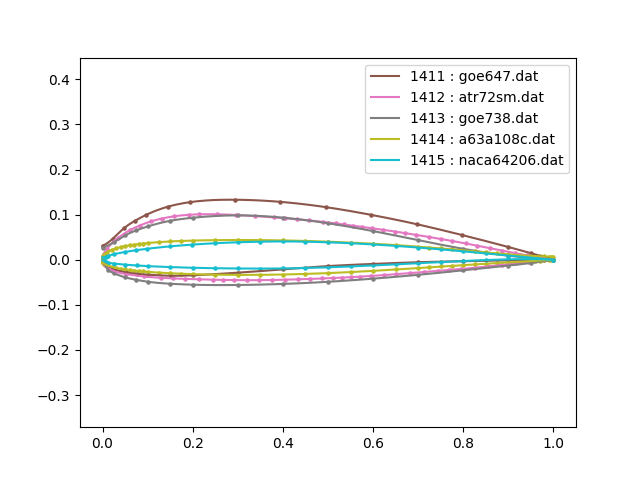 1411 : goe647.dat
1412 : atr72sm.dat
1413 : goe738.dat
1414 : a63a108c.dat
1415 : naca64206.dat
0.4
0.3
0.2
0.1
0.0
−0.1
−0.2
−0.3
0.0 0.2 0.4 0.6 0.8 1.0